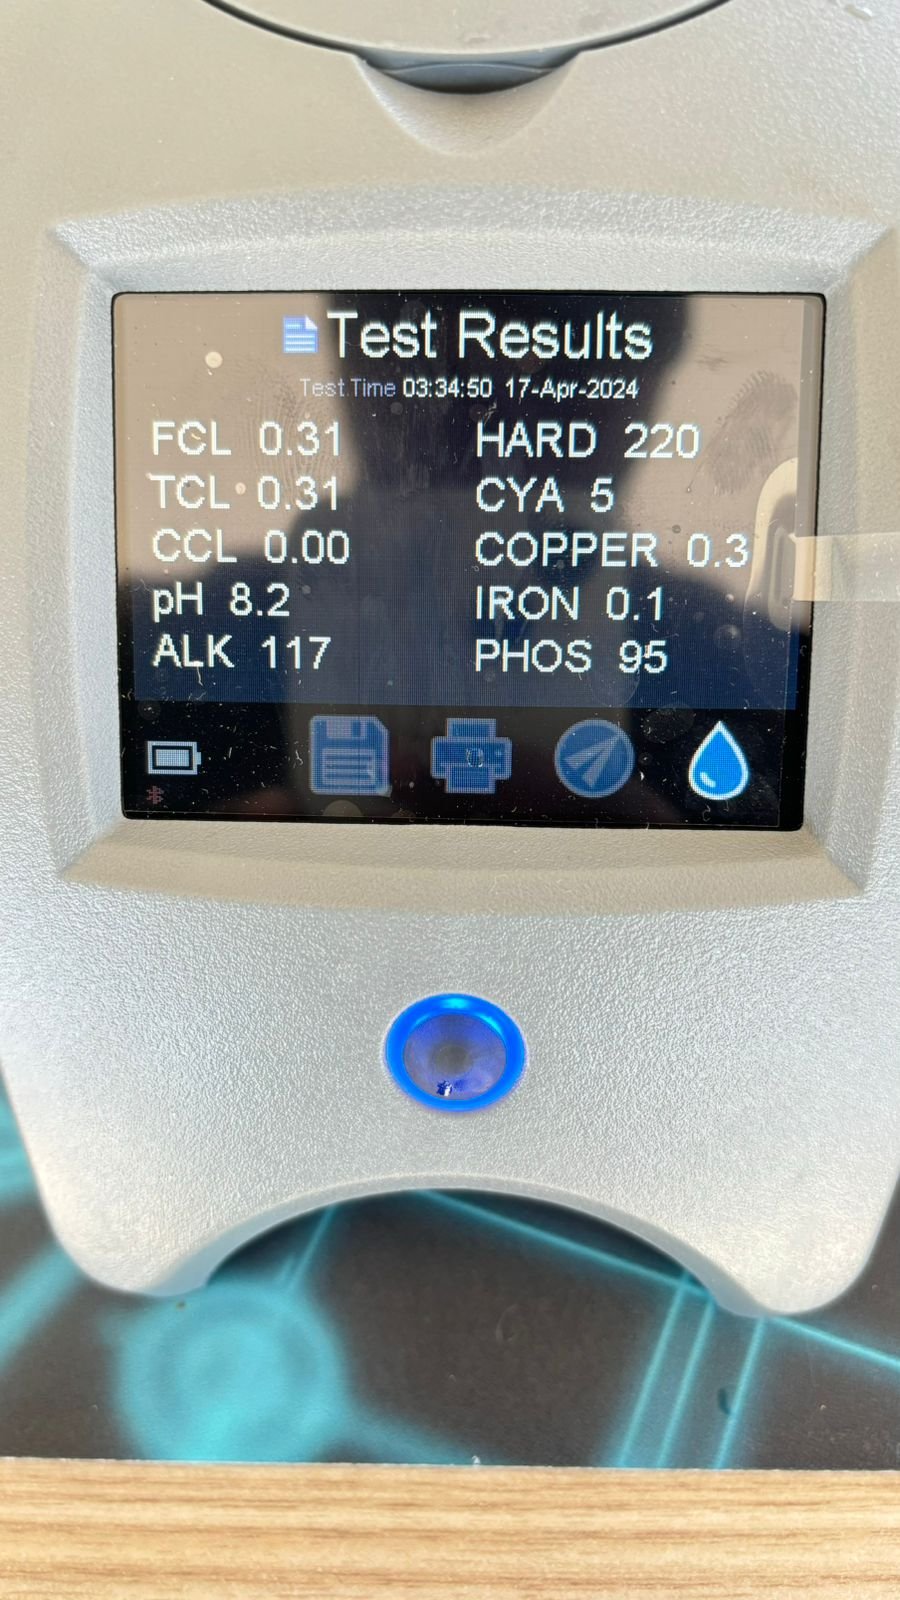 Test Results
Test Time 03:34:50 17-Apr-2024
FCL 0.31 HARD 220
TCL 0.31 CYA 5
CCL 0.00 COPPER 0.3
pH 8.2 IRON 0.1
ALK 117 PHOS 95